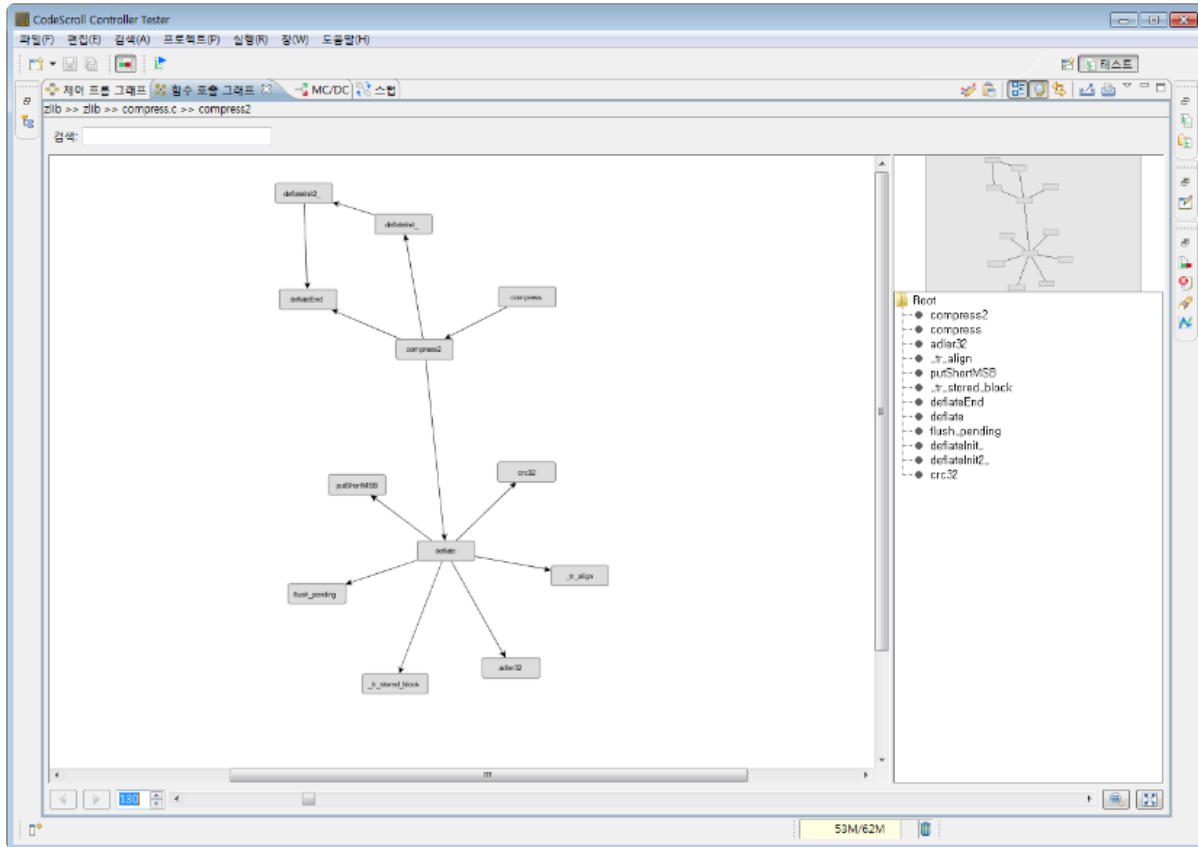 CodeScroll Controller Tester
파일(F) 편집(E) 검색(A) 프로젝트(P) 실행(R) 창(W) 도움말(H)
테스트
제어 흐름 그래프 함수 호출 그래프 MC/DC 스텁
zlib >> zlib >> compress.c >> compress2
검색:
deflateInit2_
deflateInit_
deflateEnd
compress
compress2
crc32
putShortMSB
deflate
_tr_align
flush_pending
adler32
_tr_stored_block
Root
compress2
compress
adler32
_tr_align
putShortMSB
_tr_stored_block
deflateEnd
deflate
flush_pending
deflateInit_
deflateInit2_
crc32
130
53M/62M